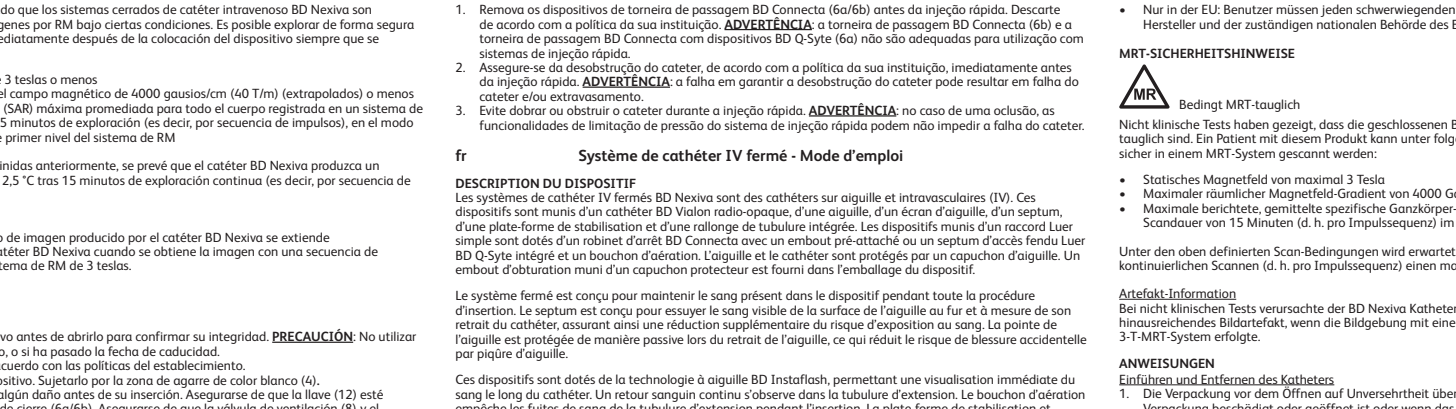 do que los sistemas cerrados de catéter intravenoso BD Nexiva son
genes por RM bajo ciertas condiciones. Es posible explorar de forma segura
ediatamente después de la colocación del dispositivo siempre que se
e 3 teslas o menos
el campo magnético de 4000 gausios/cm (40 T/m) (extrapolados) o menos
(SAR) máxima promediada para todo el cuerpo registrada en un sistema de
5 minutos de exploración (es decir, por secuencia de impulsos), en el modo
e primer nivel del sistema de RM
inidas anteriormente, se prevé que el catéter BD Nexiva produzca un
2,5 °C tras 15 minutos de exploración continua (es decir, por secuencia de
o de imagen producido por el catéter BD Nexiva se extiende
atéter BD Nexiva cuando se obtiene la imagen con una secuencia de
tema de RM de 3 teslas.
vo antes de abrirlo para confirmar su integridad. PRECAUCIÓN: No utilizar
o, o si ha pasado la fecha de caducidad.
cuerdo con las políticas del establecimiento.
ositivo. Sujetarlo por la zona de agarre de color blanco (4).
algún daño antes de su inserción. Asegurarse de que la llave (12) esté
de cierre (6a/6b). Asegurarse de que la válvula de ventilación (8) y el
1. Remova os dispositivos de torneira de passagem BD Connecta (6a/6b) antes da injeção rápida. Descarte
de acordo com a política da sua instituição. ADVERTÊNCIA: a torneira de passagem BD Connecta (6b) e a
torneira de passagem BD Connecta com dispositivos BD Q-Syte (6a) não são adequadas para utilização com
sistemas de injeção rápida.
2. Assegure-se da desobstrução do cateter, de acordo com a política da sua instituição, imediatamente antes
da injeção rápida. ADVERTÊNCIA: a falha em garantir a desobstrução do cateter pode resultar em falha do
cateter e/ou extravasamento.
3. Evite dobrar ou obstruir o cateter durante a injeção rápida. ADVERTÊNCIA: no caso de uma oclusão, as
funcionalidades de limitação de pressão do sistema de injeção rápida podem não impedir a falha do cateter.
fr Système de cathéter IV fermé - Mode d'emploi
DESCRIPTION DU DISPOSITIF
Les systèmes de cathéter IV fermés BD Nexiva sont des cathéters sur aiguille et intravasculaires (IV). Ces
dispositifs sont munis d'un cathéter BD Vialon radio-opaque, d'une aiguille, d'un écran d'aiguille, d'un septum,
d'une plate-forme de stabilisation et d'une rallonge de tubulure intégrée. Les dispositifs munis d'un raccord Luer
simple sont dotés d'un robinet d'arrêt BD Connecta avec un embout pré-attaché ou un septum d'accès fendu Luer
BD Q-Syte intégré et un bouchon d'aération. L'aiguille et le cathéter sont protégés par un capuchon d'aiguille. Un
embout d'obturation muni d'un capuchon protecteur est fourni dans l'emballage du dispositif.
Le système fermé est conçu pour maintenir le sang présent dans le dispositif pendant toute la procédure
d'insertion. Le septum est conçu pour essuyer le sang visible de la surface de l'aiguille au fur et à mesure de son
retrait du cathéter, assurant ainsi une réduction supplémentaire du risque d'exposition au sang. La pointe de
l'aiguille est protégée de manière passive lors du retrait de l'aiguille, ce qui réduit le risque de blessure accidentelle
par piqûre d'aiguille.
Ces dispositifs sont dotés de la technologie à aiguille BD Instaflash, permettant une visualisation immédiate du
sang le long du cathéter. Un retour sanguin continu s'observe dans la tubulure d'extension. Le bouchon d'aération
empêche les fuites de sang de la tubulure d'extension pendant l'insertion. La plate-forme de stabilisation et
• Nur in der EU: Benutzer müssen jeden schwerwiegenden
Hersteller und der zuständigen nationalen Behörde des
MRT-SICHERHEITSHINWEISE
MR Bedingt MRT-tauglich
Nicht klinische Tests haben gezeigt, dass die geschlossenen B
tauglich sind. Ein Patient mit diesem Produkt kann unter folge
sicher in einem MRT-System gescannt werden:
• Statisches Magnetfeld von maximal 3 Tesla
• Maximaler räumlicher Magnetfeld-Gradient von 4000 Ga
• Maximale berichtete, gemittelte spezifische Ganzkörper-
Scandauer von 15 Minuten (d. h. pro Impulssequenz) im
Unter den oben definierten Scan-Bedingungen wird erwartet,
kontinuierlichen Scannen (d. h. pro Impulssequenz) einen ma
Artefakt-Information
Bei nicht klinischen Tests verursachte der BD Nexiva Katheter
hinausreichendes Bildartefakt, wenn die Bildgebung mit eine
3-T-MRT-System erfolgte.
ANWEISUNGEN
Einführen und Entfernen des Katheters
1. Die Verpackung vor dem Öffnen auf Unversehrtheit üb
Verpackung beschädigt oder geöffnet ist oder wenn da